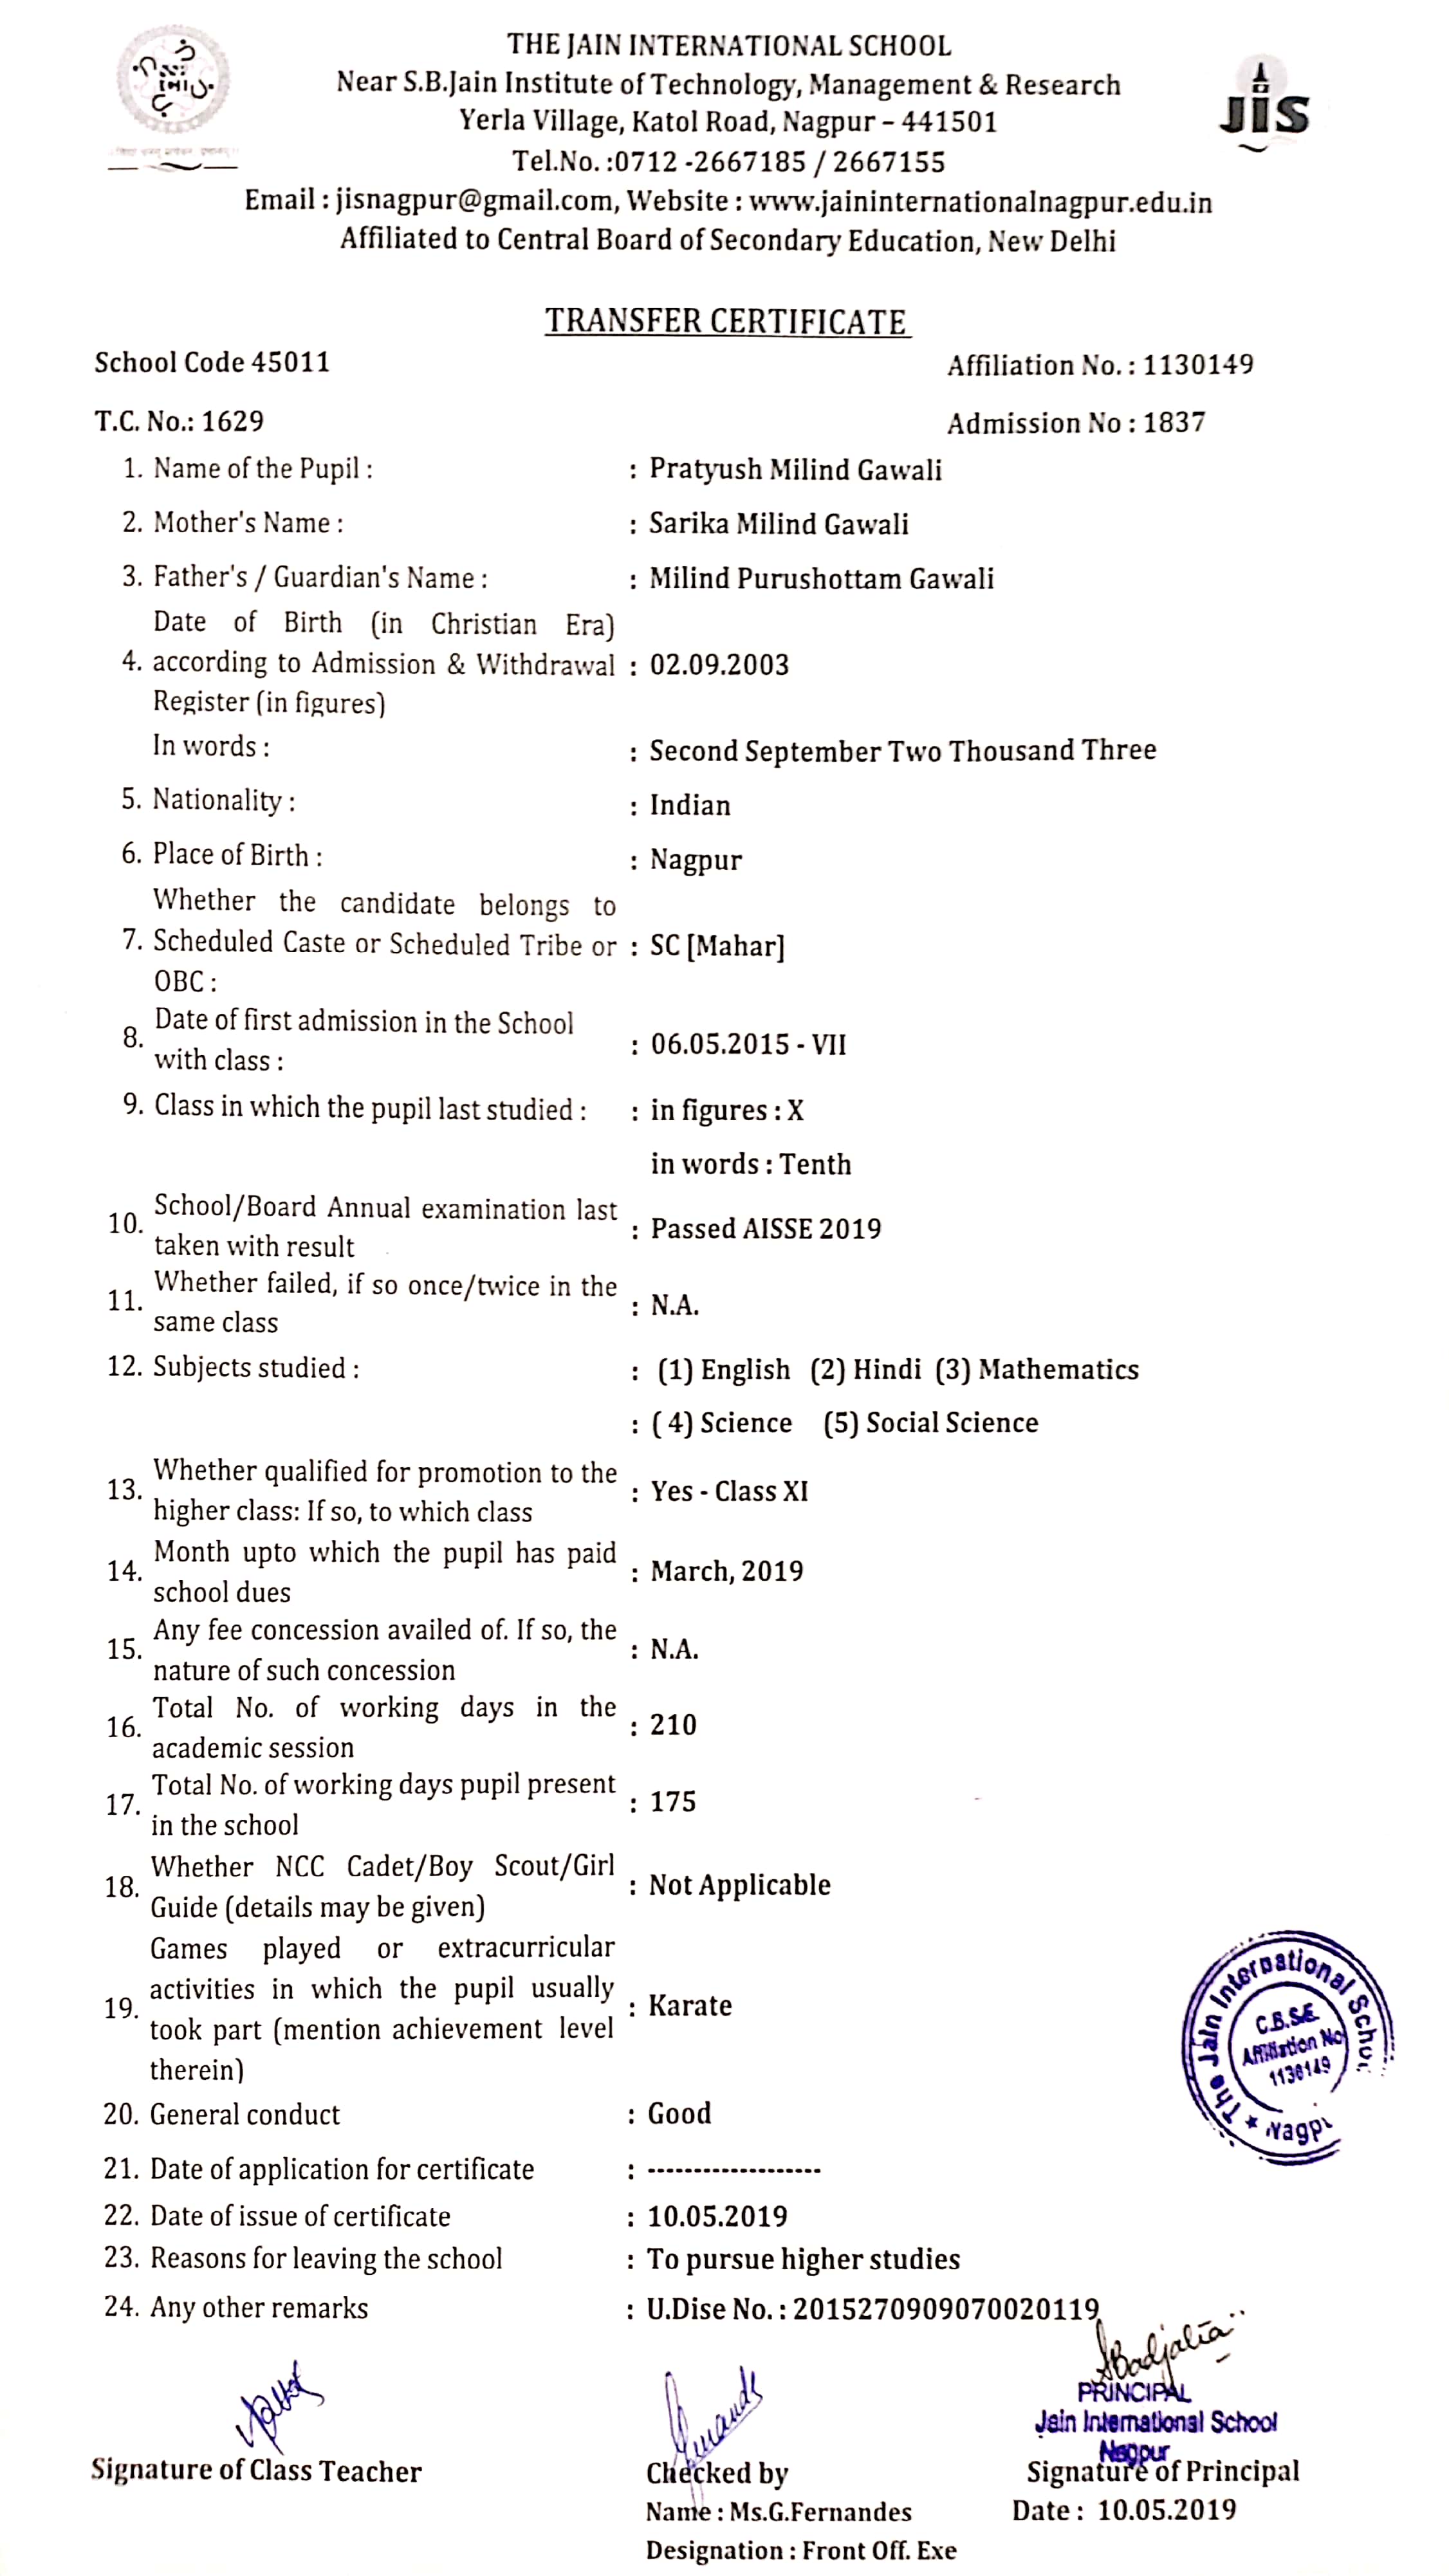 THE JAIN INTERNATIONAL SCHOOL
Near S.B.Jain Institute of Technology, Management & Research
Yerla Village, Katol Road, Nagpur – 441501
Tel.No. :0712 -2667185 / 2667155
Email : jisnagpur@gmail.com, Website : www.jaininternationalnagpur.edu.in
Affiliated to Central Board of Secondary Education, New Delhi
JIS
TRANSFER CERTIFICATE
School Code 45011 Affiliation No. : 1130149
T.C. No.: 1629 Admission No : 1837
1. Name of the Pupil : : Pratyush Milind Gawali
2. Mother's Name : : Sarika Milind Gawali
3. Father's / Guardian's Name : : Milind Purushottam Gawali
Date of Birth (in Christian Era)
4. according to Admission & Withdrawal : 02.09.2003
Register (in figures)
In words : : Second September Two Thousand Three
5. Nationality : : Indian
6. Place of Birth : : Nagpur
Whether the candidate belongs to
7. Scheduled Caste or Scheduled Tribe or : SC [Mahar]
OBC :
8. Date of first admission in the School
with class : : 06.05.2015 - VII
9. Class in which the pupil last studied : : in figures : X
in words : Tenth
10. School/Board Annual examination last
taken with result : Passed AISSE 2019
11. Whether failed, if so once/twice in the
same class : N.A.
12. Subjects studied : : (1) English (2) Hindi (3) Mathematics
: ( 4) Science (5) Social Science
13. Whether qualified for promotion to the
higher class: If so, to which class : Yes - Class XI
14. Month upto which the pupil has paid
school dues : March, 2019
15. Any fee concession availed of. If so, the
nature of such concession : N.A.
16. Total No. of working days in the
academic session : 210
17. Total No. of working days pupil present
in the school : 175
18. Whether NCC Cadet/Boy Scout/Girl
Guide (details may be given) : Not Applicable
Games played or extracurricular
19. activities in which the pupil usually : Karate
took part (mention achievement level
therein)
The Jain International School
C.B.S.E.
Affiliation No
1130149
20. General conduct : Good
21. Date of application for certificate : -------------------
22. Date of issue of certificate : 10.05.2019
23. Reasons for leaving the school : To pursue higher studies
24. Any other remarks : U.Dise No. : 2015270909070020119
PRINCIPAL
Jain International School
Nagpur
Signature of Class Teacher Checked by Signature of Principal
Name : Ms.G.Fernandes Date : 10.05.2019
Designation : Front Off. Exe